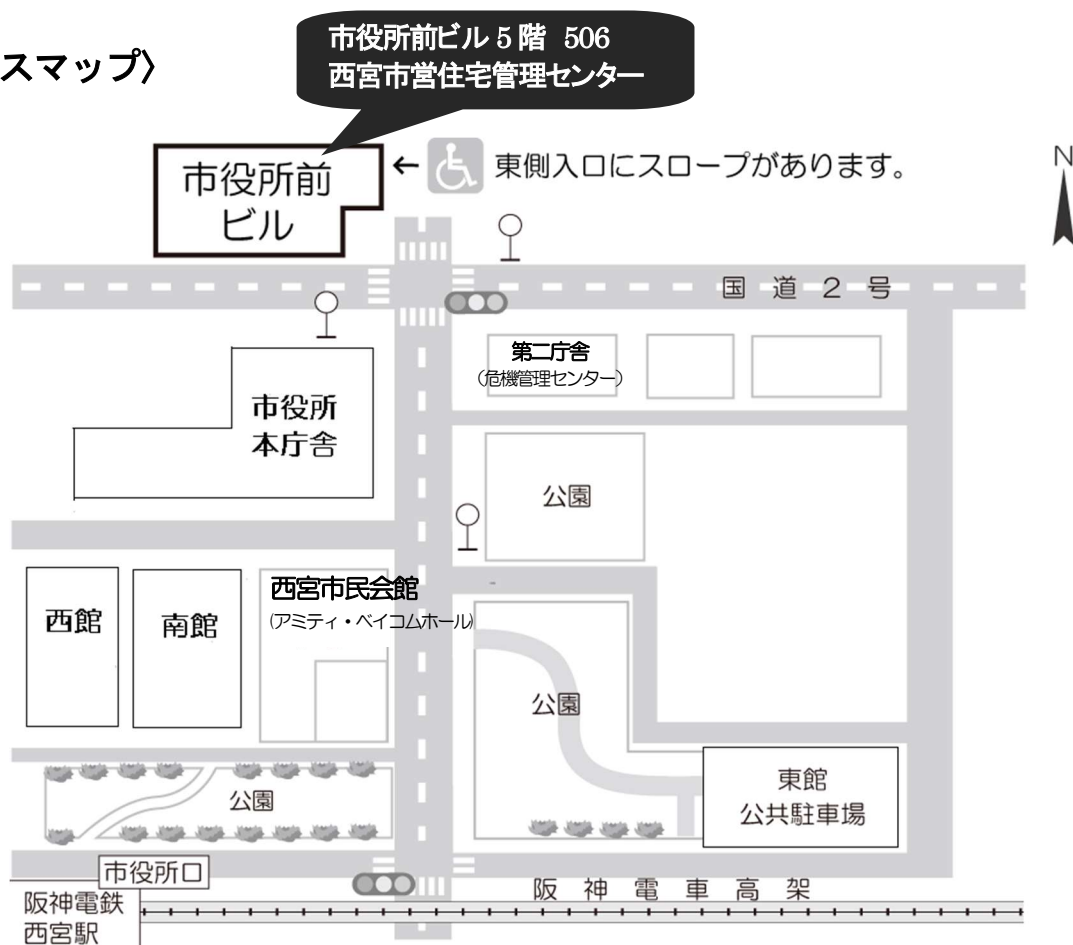 スマップ〉
市役所前ビル 5 階 506
西宮市営住宅管理センター
市役所前
ビル
← 東側入口にスロープがあります。
N
国道2号
第二庁舎
(危機管理センター)
市役所
本庁舎
公園
西館
南館
西宮市民会館
(アミティ・ベイコムホール)
公園
公園
東館
公共駐車場
市役所口
阪神電鉄
西宮駅
阪神電車高架